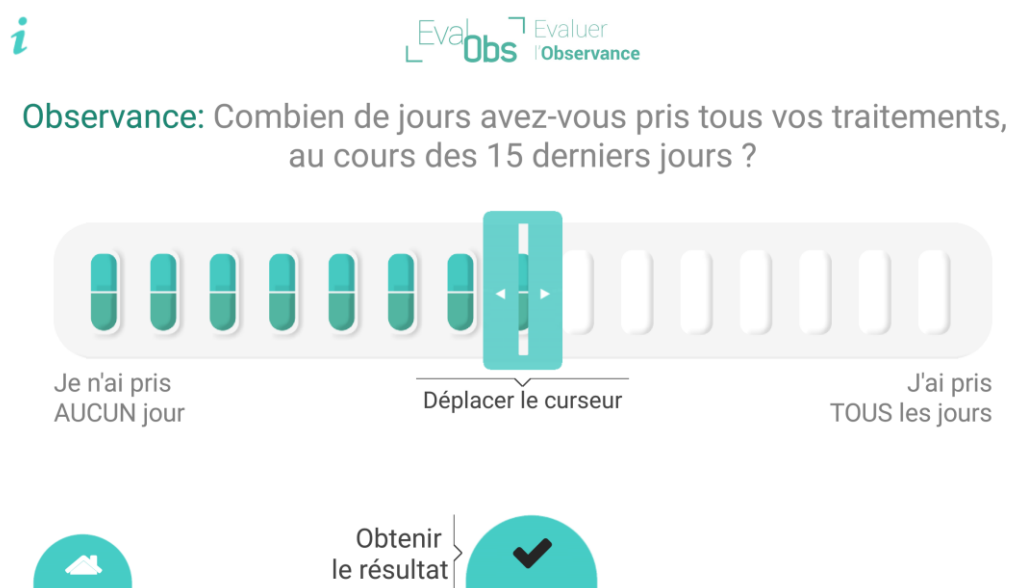 i
Eval Evaluer
Obs l'Observance
Observance: Combien de jours avez-vous pris tous vos traitements,
au cours des 15 derniers jours ?
Je n'ai pris
AUCUN jour
Déplacer le curseur
J'ai pris
TOUS les jours
Obtenir
le résultat